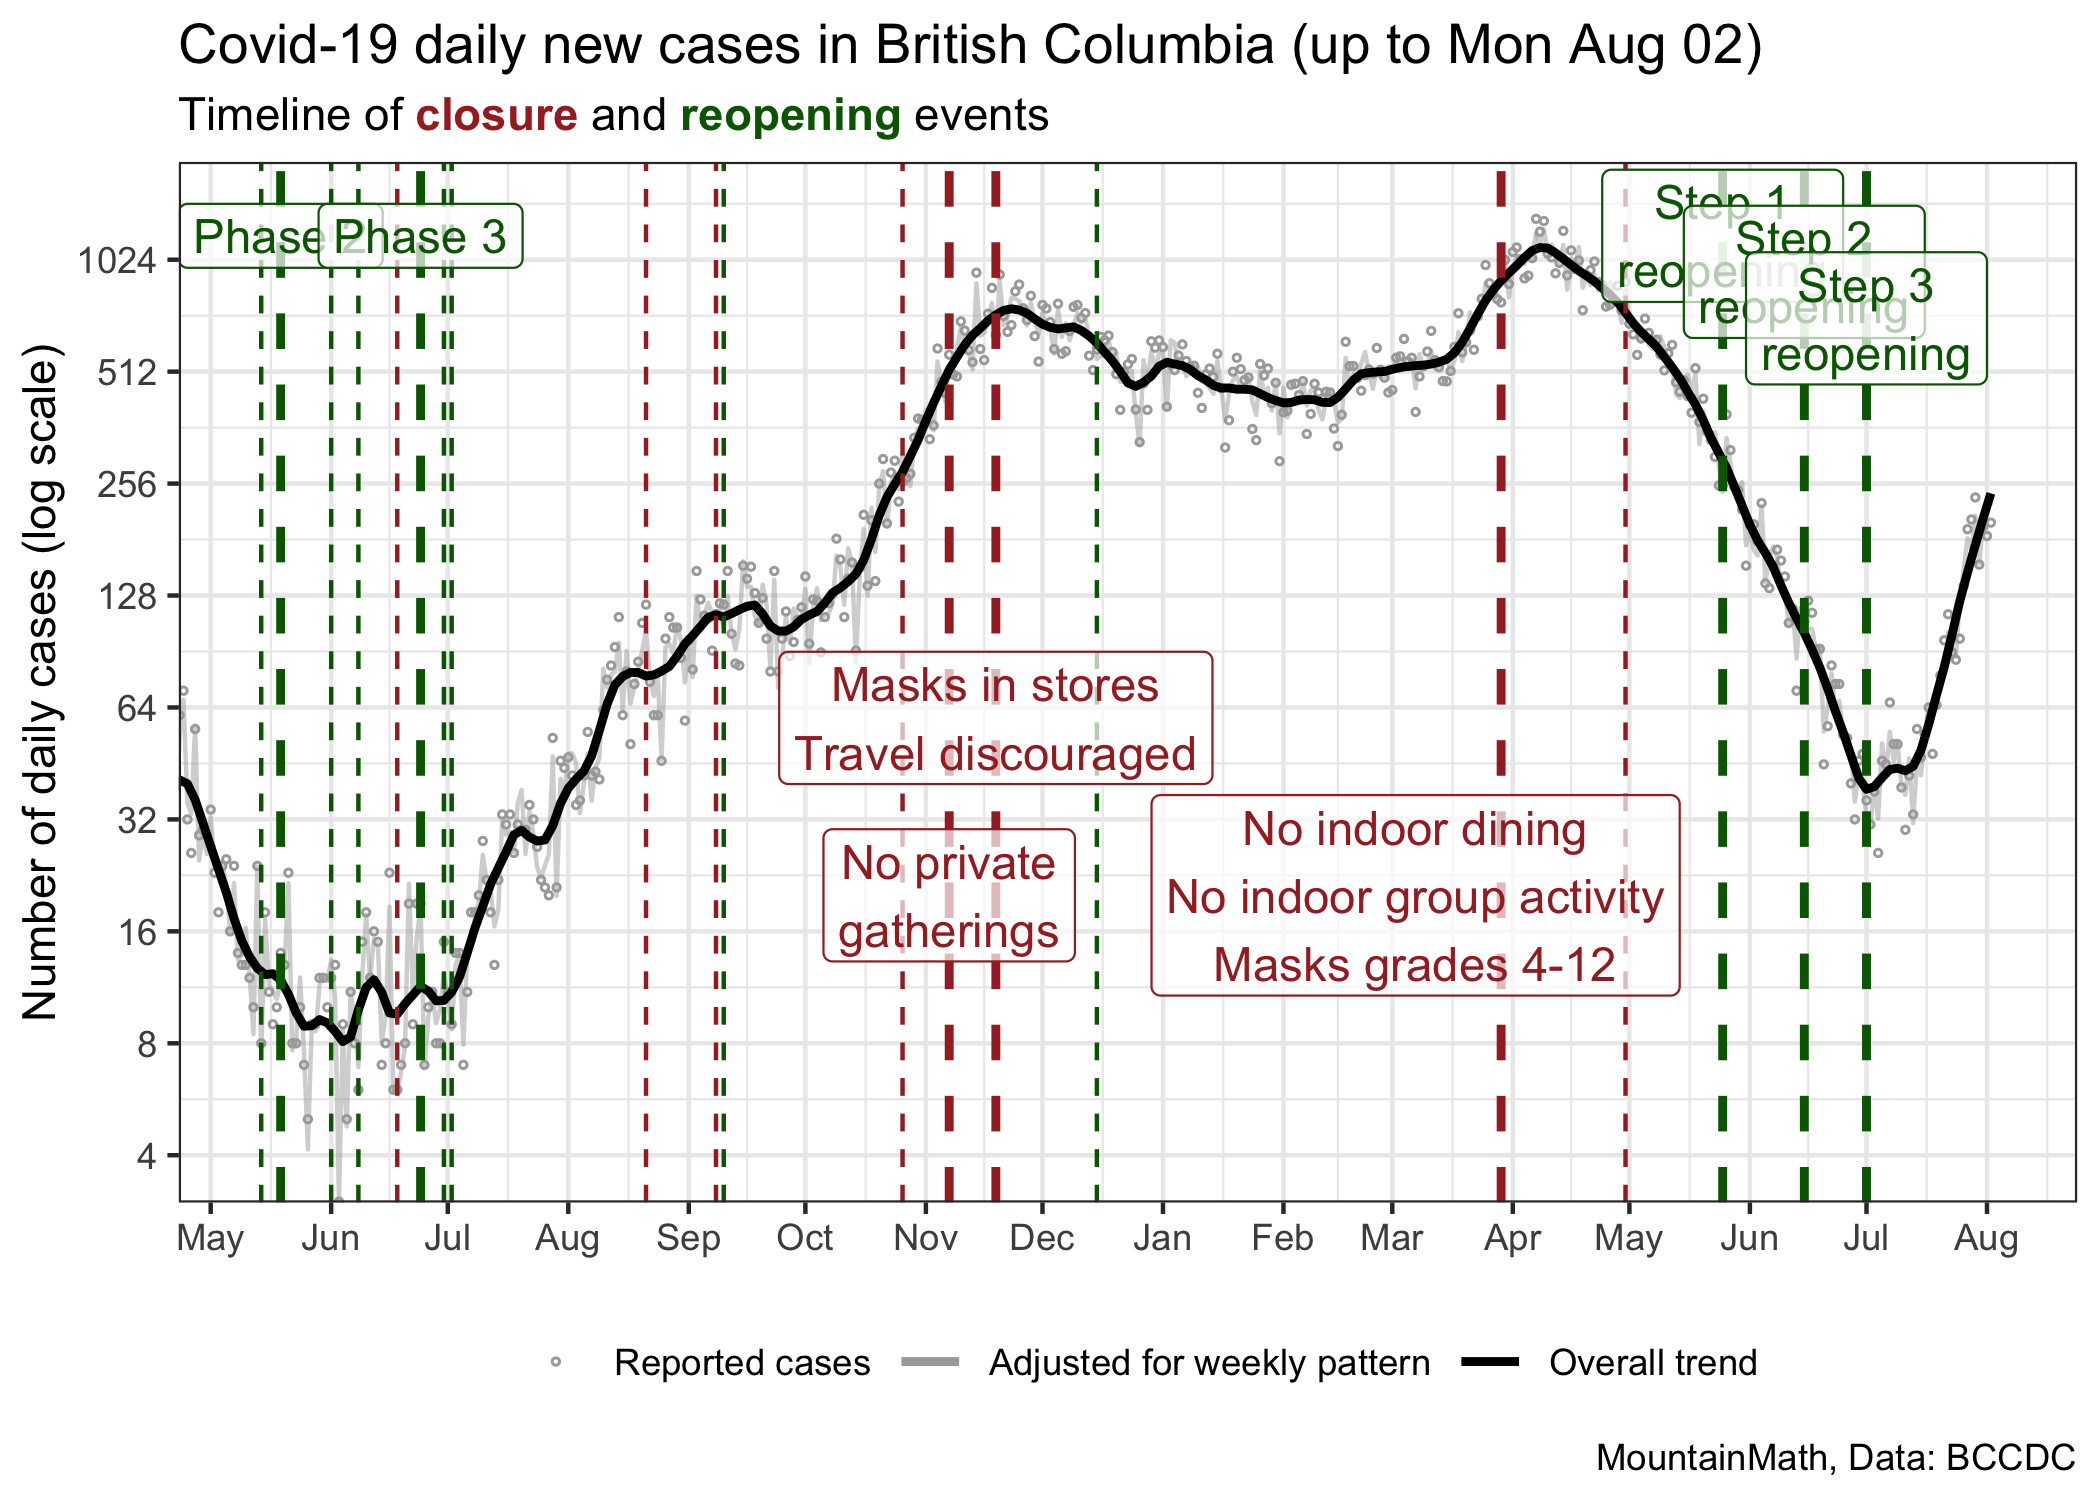 Covid-19 daily new cases in British Columbia (up to Mon Aug 02)
Timeline of closure and reopening events
Number of daily cases (log scale)
1024
512
256
128
64
32
16
8
4
Phase 2
Phase 3
Step 1
reopening
Step 2
reopening
Step 3
reopening
Masks in stores
Travel discouraged
No private
gatherings
No indoor dining
No indoor group activity
Masks grades 4-12
May Jun Jul Aug Sep Oct Nov Dec Jan Feb Mar Apr May Jun Jul Aug
Reported cases Adjusted for weekly pattern Overall trend
MountainMath, Data: BCCDC